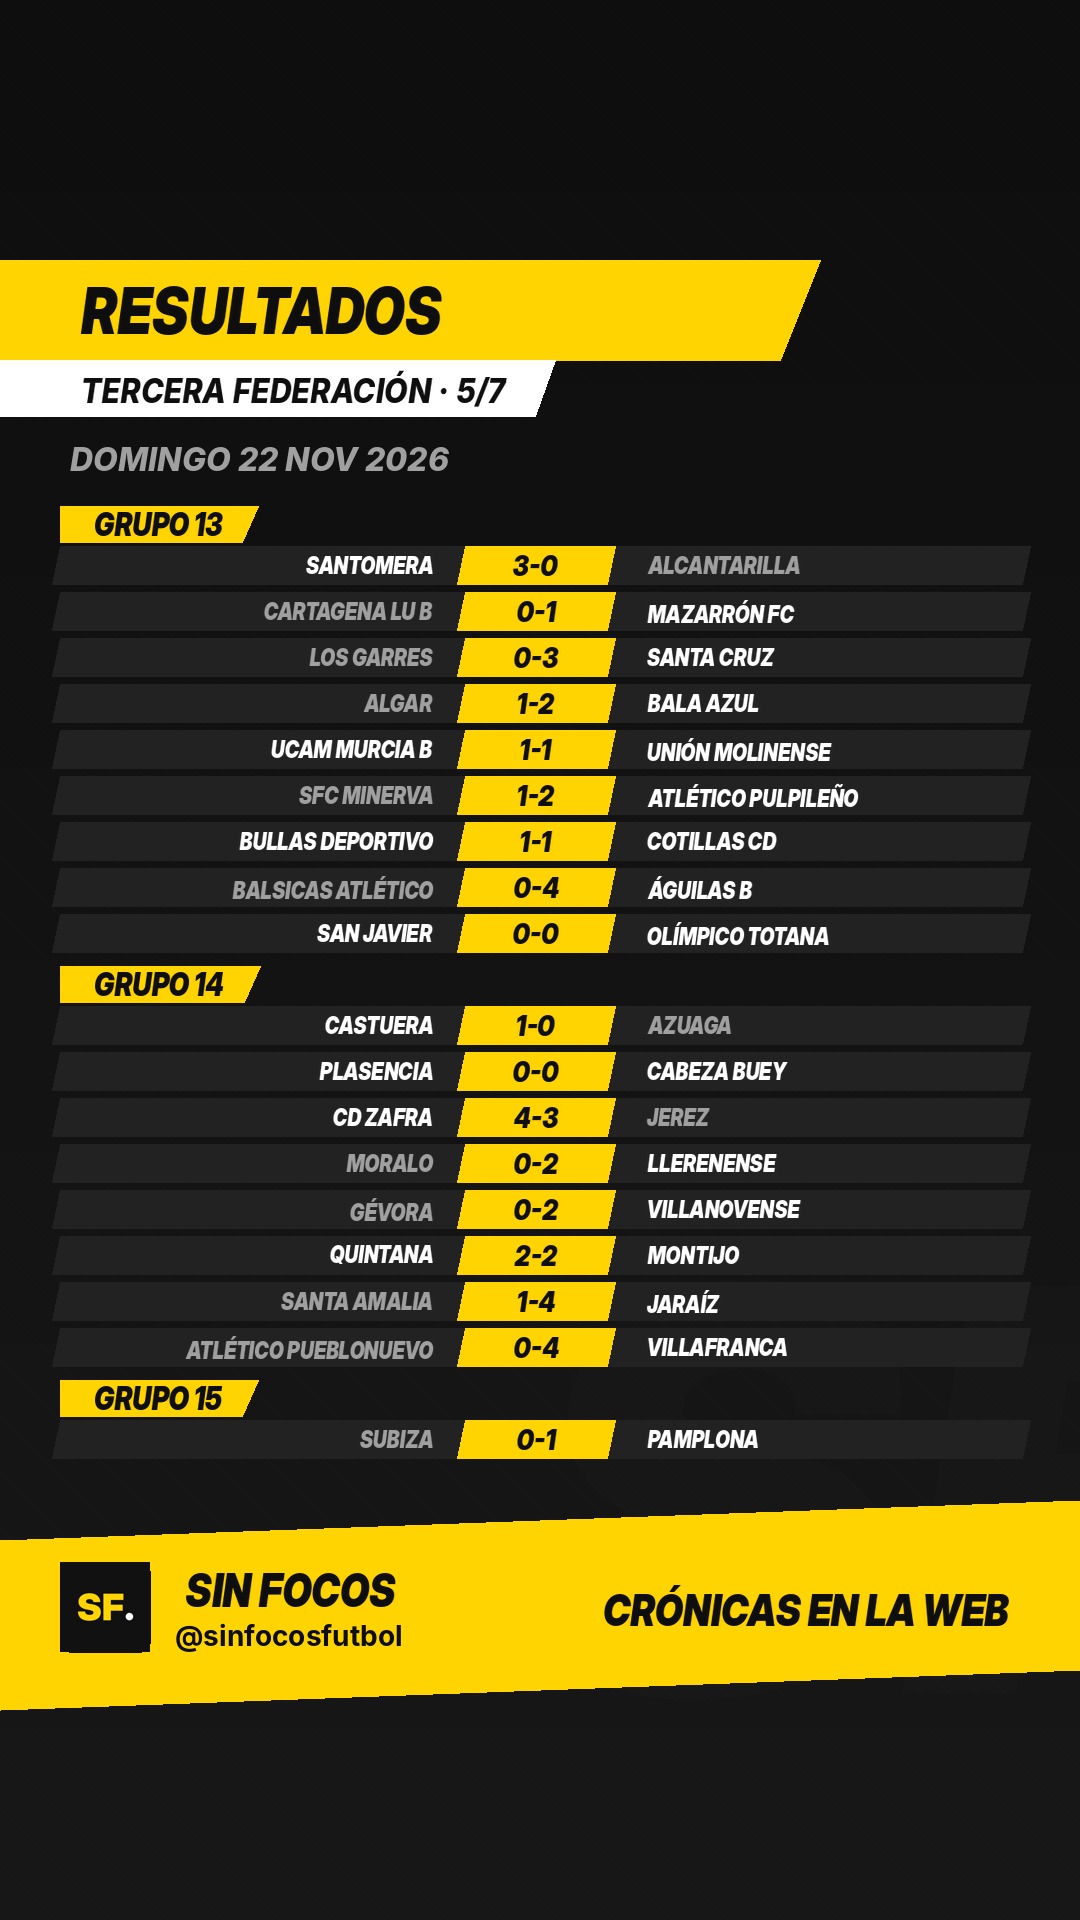 RESULTADOS
TERCERA FEDERACIÓN · 5/7
DOMINGO 22 NOV 2026
GRUPO 13
SANTOMERA 3-0 ALCANTARILLA
CARTAGENA LU B 0-1 MAZARRÓN FC
LOS GARRES 0-3 SANTA CRUZ
ALGAR 1-2 BALA AZUL
UCAM MURCIA B 1-1 UNIÓN MOLINENSE
SFC MINERVA 1-2 ATLÉTICO PULPILEÑO
BULLAS DEPORTIVO 1-1 COTILLAS CD
BALSICAS ATLÉTICO 0-4 ÁGUILAS B
SAN JAVIER 0-0 OLÍMPICO TOTANA
GRUPO 14
CASTUERA 1-0 AZUAGA
PLASENCIA 0-0 CABEZA BUEY
CD ZAFRA 4-3 JEREZ
MORALO 0-2 LLERENENSE
GÉVORA 0-2 VILLANOVENSE
QUINTANA 2-2 MONTIJO
SANTA AMALIA 1-4 JARAÍZ
ATLÉTICO PUEBLONUEVO 0-4 VILLAFRANCA
GRUPO 15
SUBIZA 0-1 PAMPLONA
SF.
SIN FOCOS
@sinfocosfutbol
CRÓNICAS EN LA WEB